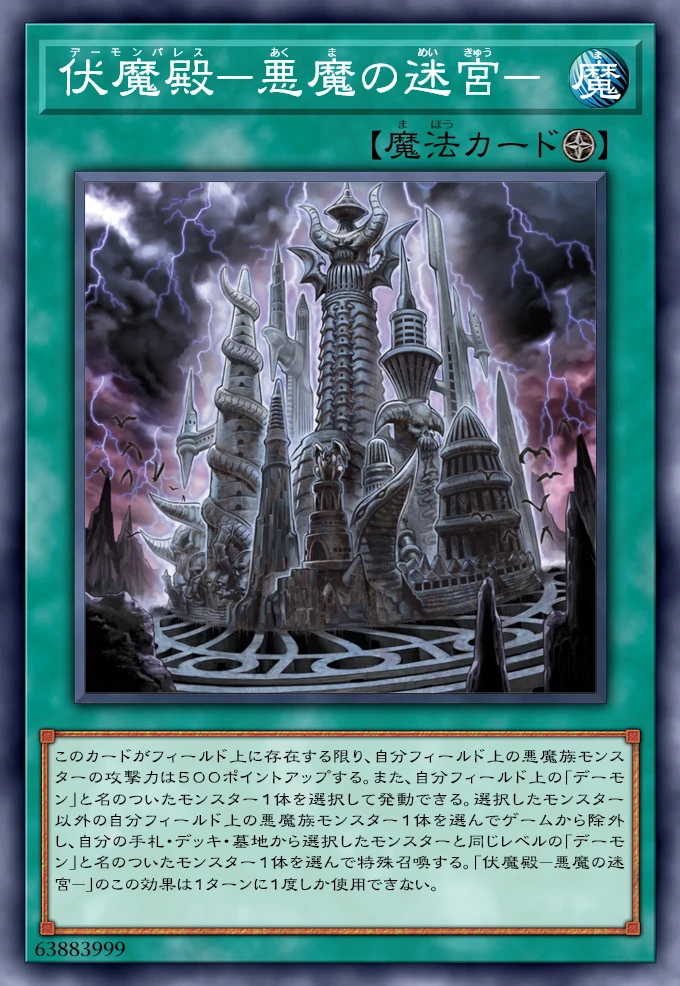 デーモンパレス あくま めいきゅう
伏魔殿－悪魔の迷宮－ 魔
ま まほう
【魔法カード】
このカードがフィールド上に存在する限り、自分フィールド上の悪魔族モンス
ターの攻撃力は５００ポイントアップする。また、自分フィールド上の「デーモ
ン」と名のついたモンスター１体を選択して発動できる。選択したモンスター
以外の自分フィールド上の悪魔族モンスター１体を選んでゲームから除外
し、自分の手札・デッキ・墓地から選択したモンスターと同じレベルの「デーモ
ン」と名のついたモンスター１体を選んで特殊召喚する。「伏魔殿－悪魔の迷
宮－」のこの効果は１ターンに１度しか使用できない。
63883999